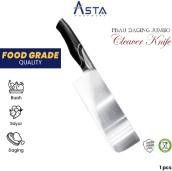 ASTA
PISAU DAGING JUMBO
Cleaver Knife
FOOD GRADE
QUALITY
Buah
Sayur
Daging
1 pcs